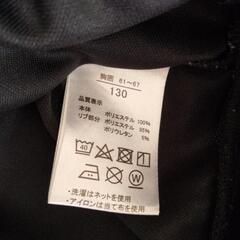 胸囲 61～67
130
品質表示
本体 ポリエステル 100%
リブ部分 ポリエステル 95%
ポリウレタン 5%
40
W
・洗濯はネットを使用
・アイロンは当て布を使用